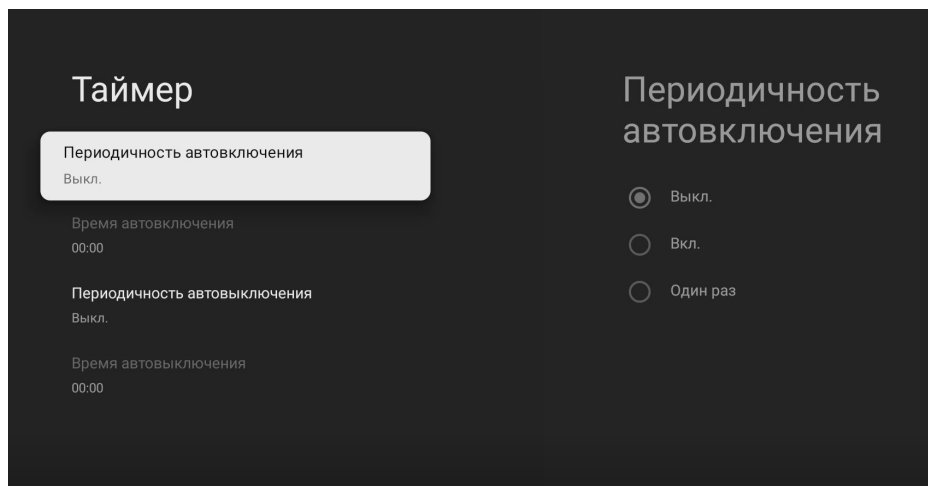 Таймер
Периодичность автовключения
Выкл.
Время автовключения
00:00
Периодичность автовыключения
Выкл.
Время автовыключения
00:00
Периодичность
автовключения
Выкл.
Вкл.
Один раз